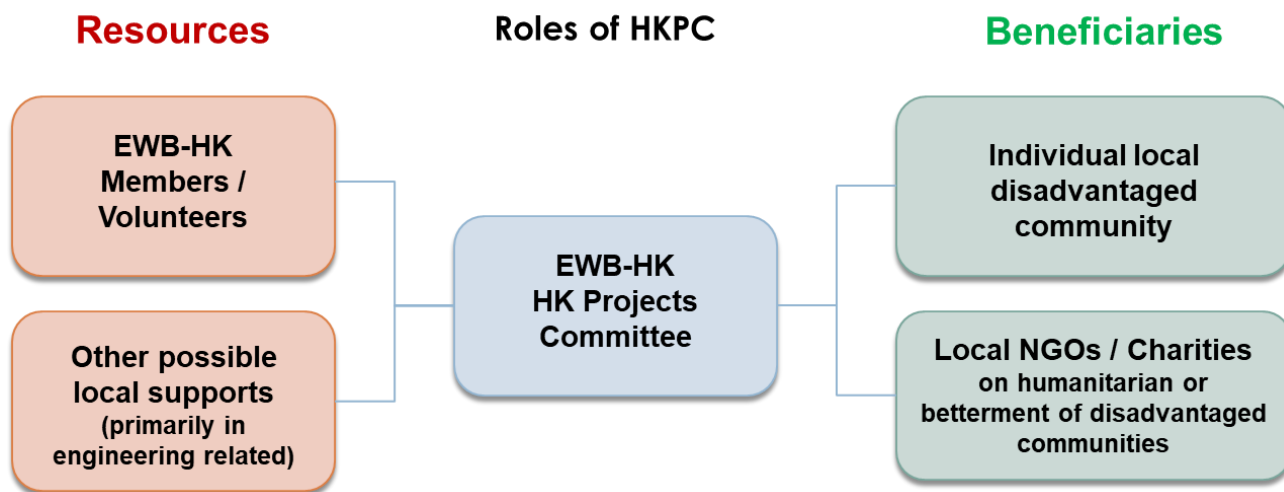 Resources
Roles of HKPC
Beneficiaries
EWB-HK
Members /
Volunteers
Other possible
local supports
(primarily in
engineering related)
EWB-HK
HK Projects
Committee
Individual local
disadvantaged
community
Local NGOs / Charities
on humanitarian or
betterment of disadvantaged
communities